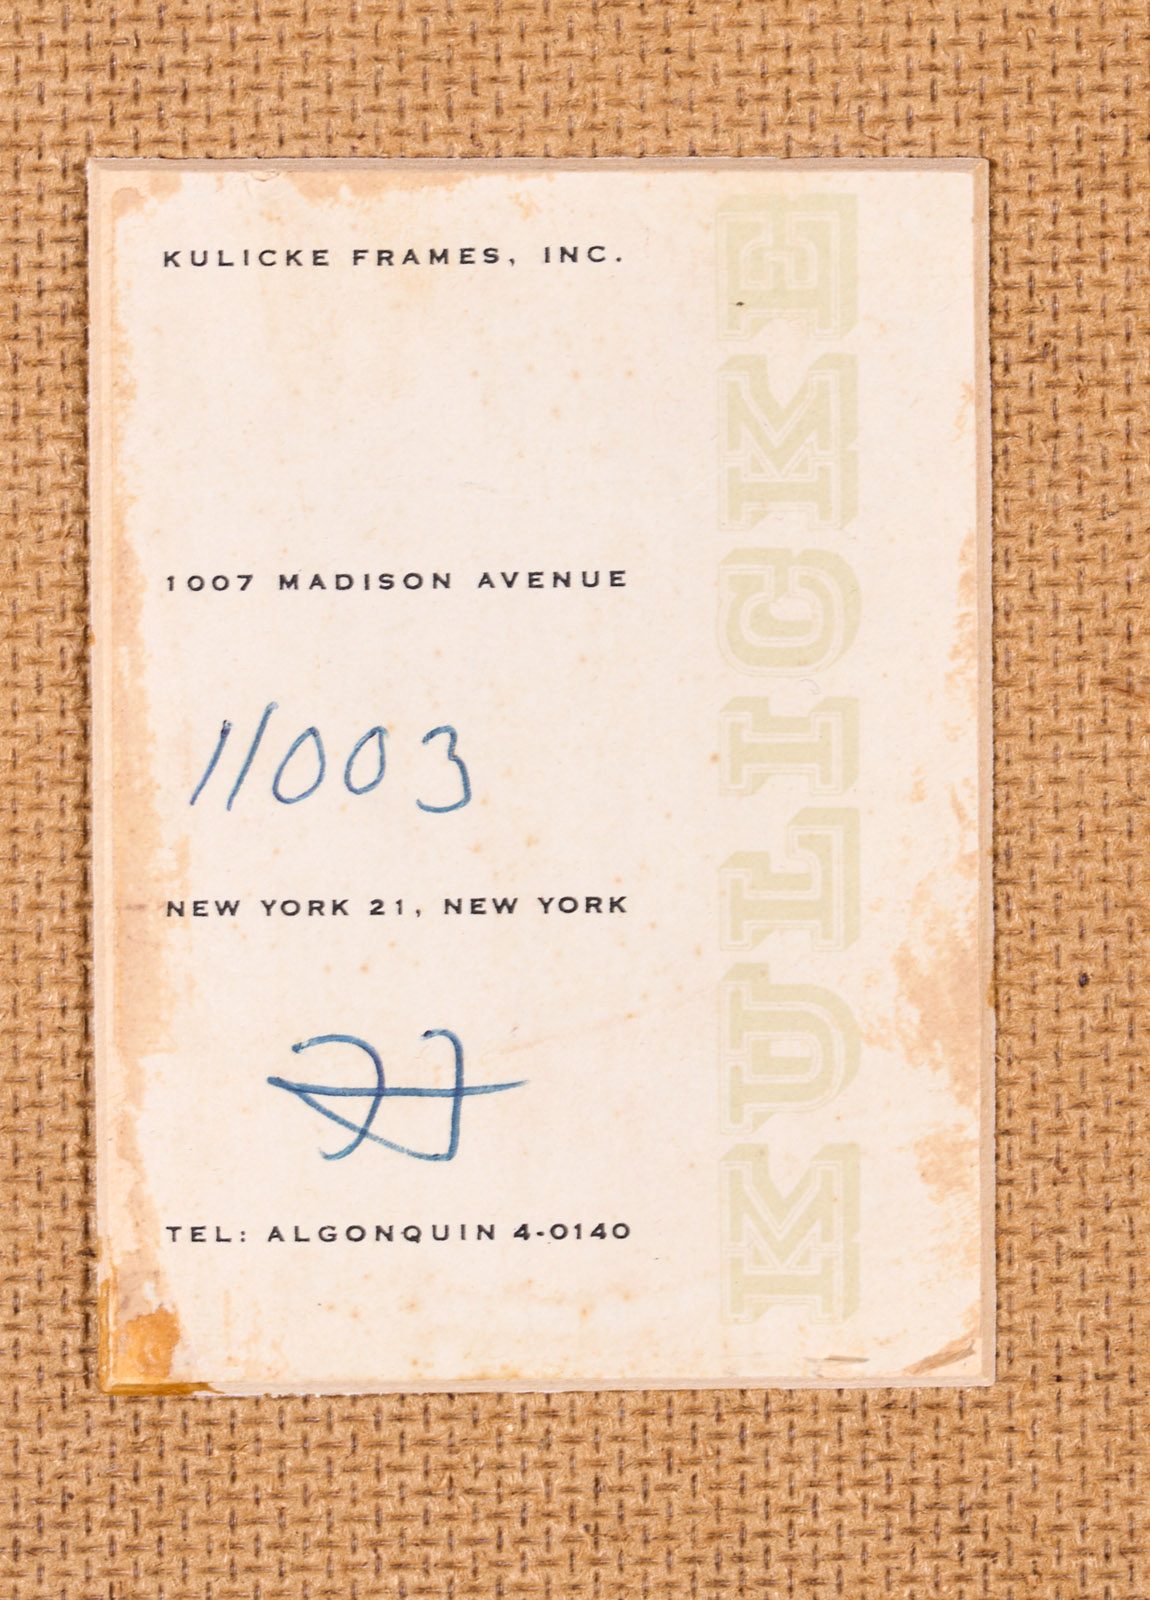 KULICKE FRAMES, INC.
1007 MADISON AVENUE
11003
NEW YORK 21, NEW YORK
TEL: ALGONQUIN 4-0140
KULICKE